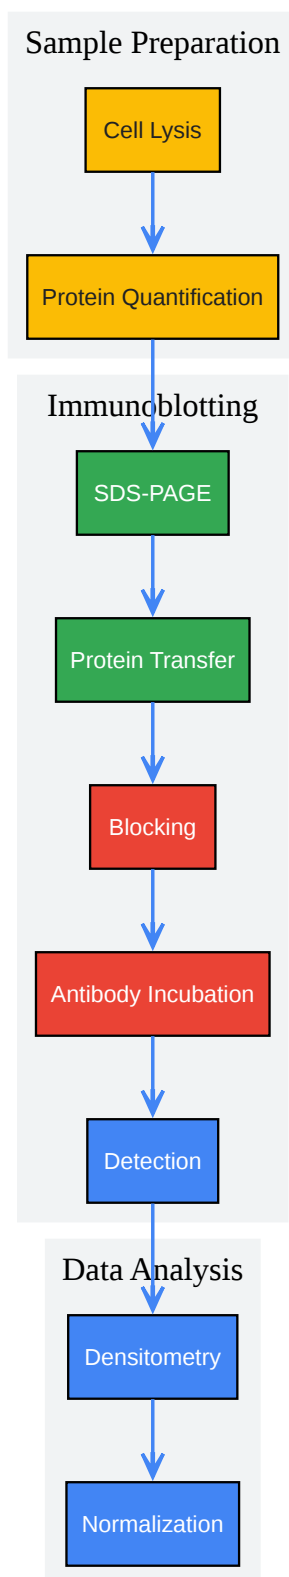 Sample Preparation
Cell Lysis
Protein Quantification
Immunoblotting
SDS-PAGE
Protein Transfer
Blocking
Antibody Incubation
Detection
Data Analysis
Densitometry
Normalization